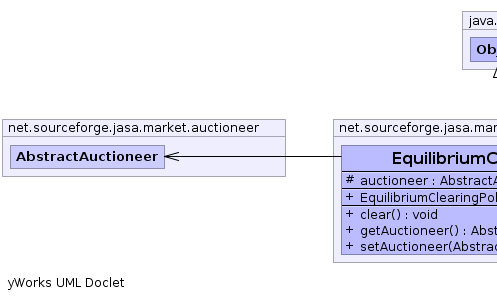 java.
Obj
net.sourceforge.jasa.market.auctioneer
AbstractAuctioneer
net.sourceforge.jasa.mar
EquilibriumC
# auctioneer : AbstractA
+ EquilibriumClearingPol
+ clear() : void
+ getAuctioneer() : Abst
+ setAuctioneer(Abstrac
yWorks UML Doclet